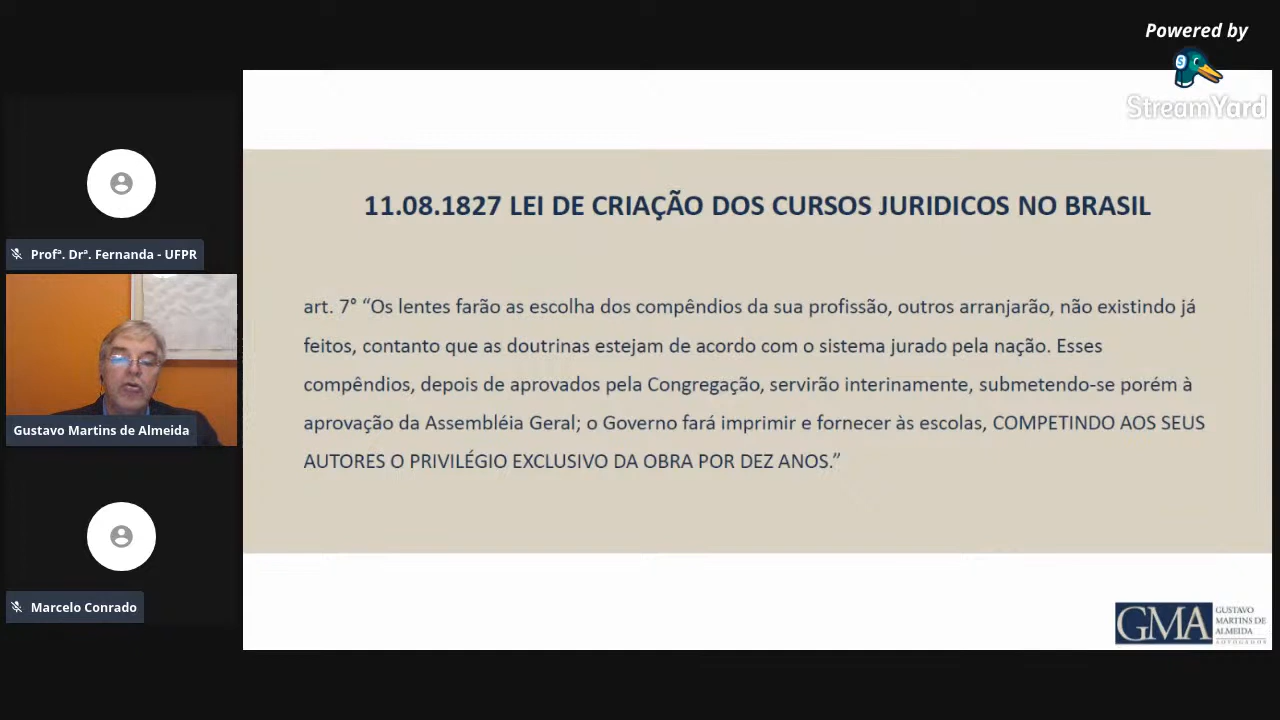 Powered by
StreamYard
Profª. Drª. Fernanda - UFPR
Gustavo Martins de Almeida
Marcelo Conrado
11.08.1827 LEI DE CRIAÇÃO DOS CURSOS JURIDICOS NO BRASIL
art. 7° “Os lentes farão as escolha dos compêndios da sua profissão, outros arranjarão, não existindo já
feitos, contanto que as doutrinas estejam de acordo com o sistema jurado pela nação. Esses
compêndios, depois de aprovados pela Congregação, servirão interinamente, submetendo-se porém à
aprovação da Assembléia Geral; o Governo fará imprimir e fornecer às escolas, COMPETINDO AOS SEUS
AUTORES O PRIVILÉGIO EXCLUSIVO DA OBRA POR DEZ ANOS.”
GMA
GUSTAVO
MARTINS DE
ALMEIDA
ADVOGADOS